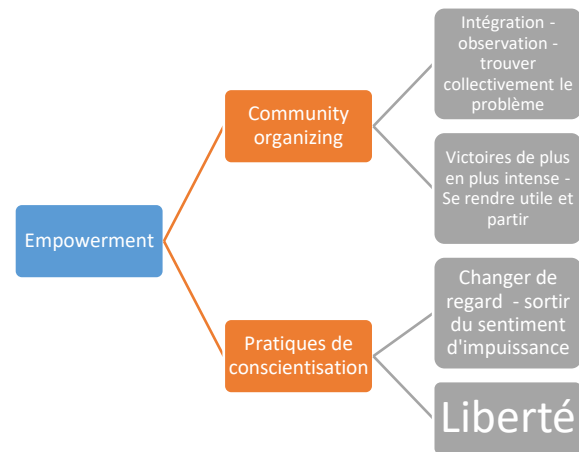 Empowerment
Community
organizing
Intégration -
observation -
trouver
collectivement le
problème
Victoires de plus
en plus intense -
Se rendre utile et
partir
Pratiques de
conscientisation
Changer de
regard - sortir
du sentiment
d'impuissance
Liberté